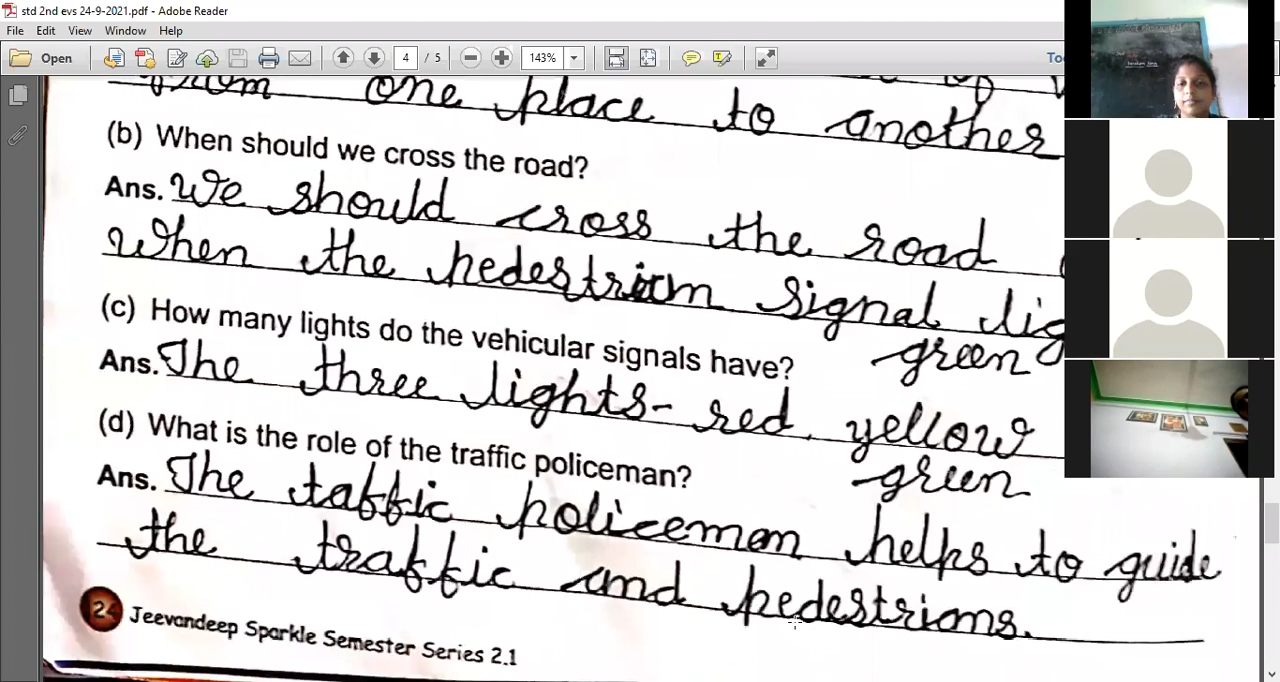 std 2nd evs 24-9-2021.pdf - Adobe Reader
File Edit View Window Help
Open 4 / 5 143%
from one place to another
(b) When should we cross the road?
Ans. We should cross the road
when the pedestriam signal lig
green
(c) How many lights do the vehicular signals have?
Ans. The three lights - red, yellow
green
(d) What is the role of the traffic policeman?
Ans. The taffic policeman helps to guide
the traffic and pedestrians.
24 Jeevandeep Sparkle Semester Series 2.1